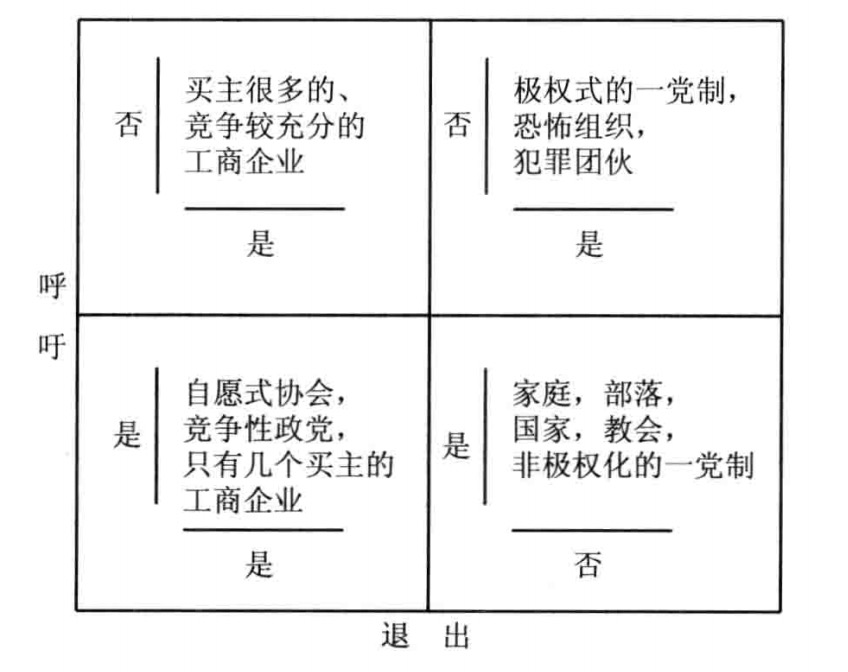 否
买主很多的、
竞争较充分的
工商企业
是
否
极权式的一党制，
恐怖组织，
犯罪团伙
是
呼
吁
是
自愿式协会，
竞争性政党，
只有几个买主的
工商企业
是
是
家庭，部落，
国家，教会，
非极权化的一党制
否
退 出